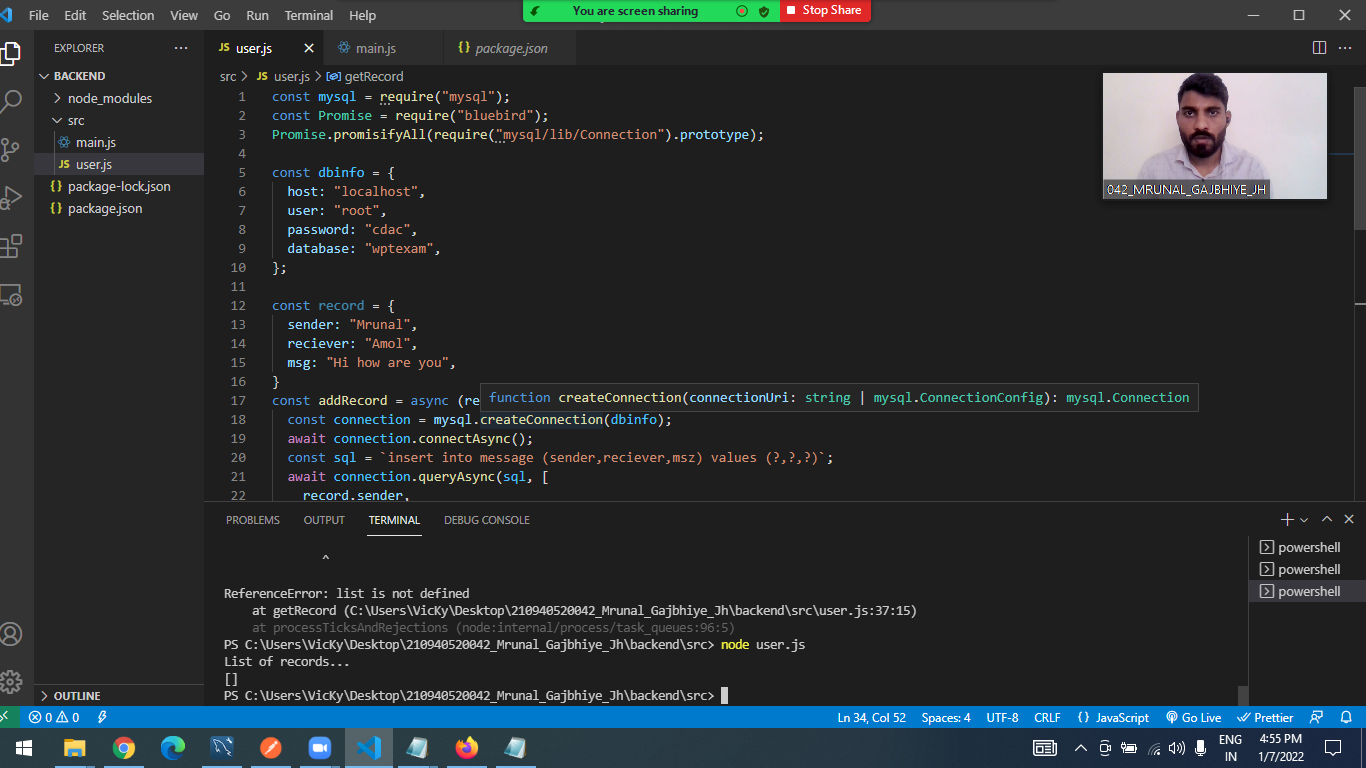 File Edit Selection View Go Run Terminal Help
You are screen sharing Stop Share
EXPLORER
BACKEND
node_modules
src
main.js
JS user.js
{} package-lock.json
{} package.json
OUTLINE
JS user.js main.js {} package.json
src > JS user.js > getRecord
1 const mysql = require("mysql");
2 const Promise = require("bluebird");
3 Promise.promisifyAll(require("mysql/lib/Connection").prototype);
4
5 const dbinfo = {
6 host: "localhost",
7 user: "root",
8 password: "cdac",
9 database: "wptexam",
10 };
11
12 const record = {
13 sender: "Mrunal",
14 reciever: "Amol",
15 msg: "Hi how are you",
16 }
17 const addRecord = async (re
function createConnection(connectionUri: string | mysql.ConnectionConfig): mysql.Connection
18 const connection = mysql.createConnection(dbinfo);
19 await connection.connectAsync();
20 const sql = `insert into message (sender,reciever,msz) values (?,?,?)`;
21 await connection.queryAsync(sql, [
22 record.sender,
042_MRUNAL_GAJBHIYE_JH
PROBLEMS OUTPUT TERMINAL DEBUG CONSOLE
^
ReferenceError: list is not defined
at getRecord (C:\Users\VicKy\Desktop\210940520042_Mrunal_Gajbhiye_Jh\backend\src\user.js:37:15)
at processTicksAndRejections (node:internal/process/task_queues:96:5)
PS C:\Users\VicKy\Desktop\210940520042_Mrunal_Gajbhiye_Jh\backend\src> node user.js
List of records...
[]
PS C:\Users\VicKy\Desktop\210940520042_Mrunal_Gajbhiye_Jh\backend\src>
powershell
powershell
powershell
0 0 Ln 34, Col 52 Spaces: 4 UTF-8 CRLF {} JavaScript Go Live Prettier
ENG
IN
4:55 PM
1/7/2022